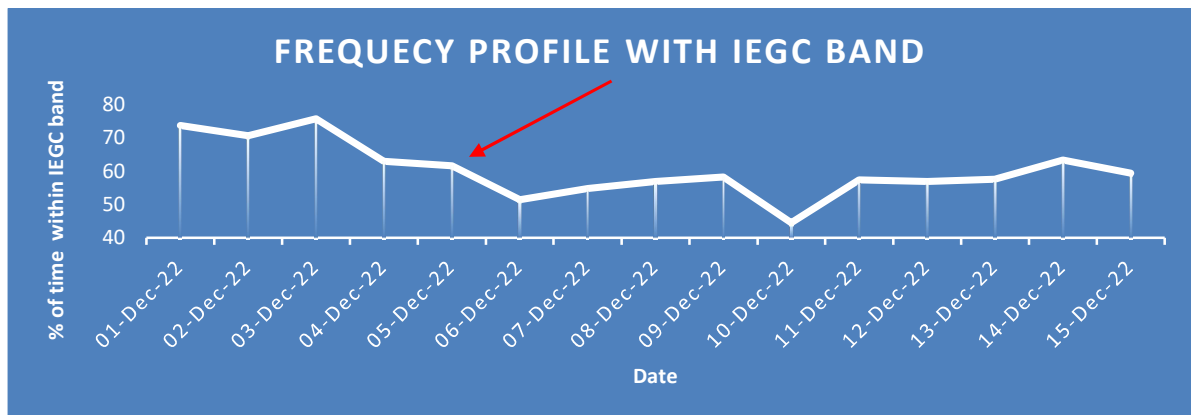 FREQUECY PROFILE WITH IEGC BAND
% of time within IEGC band
80
70
60
50
40
01-Dec-22
02-Dec-22
03-Dec-22
04-Dec-22
05-Dec-22
06-Dec-22
07-Dec-22
08-Dec-22
09-Dec-22
10-Dec-22
11-Dec-22
12-Dec-22
13-Dec-22
14-Dec-22
15-Dec-22
Date